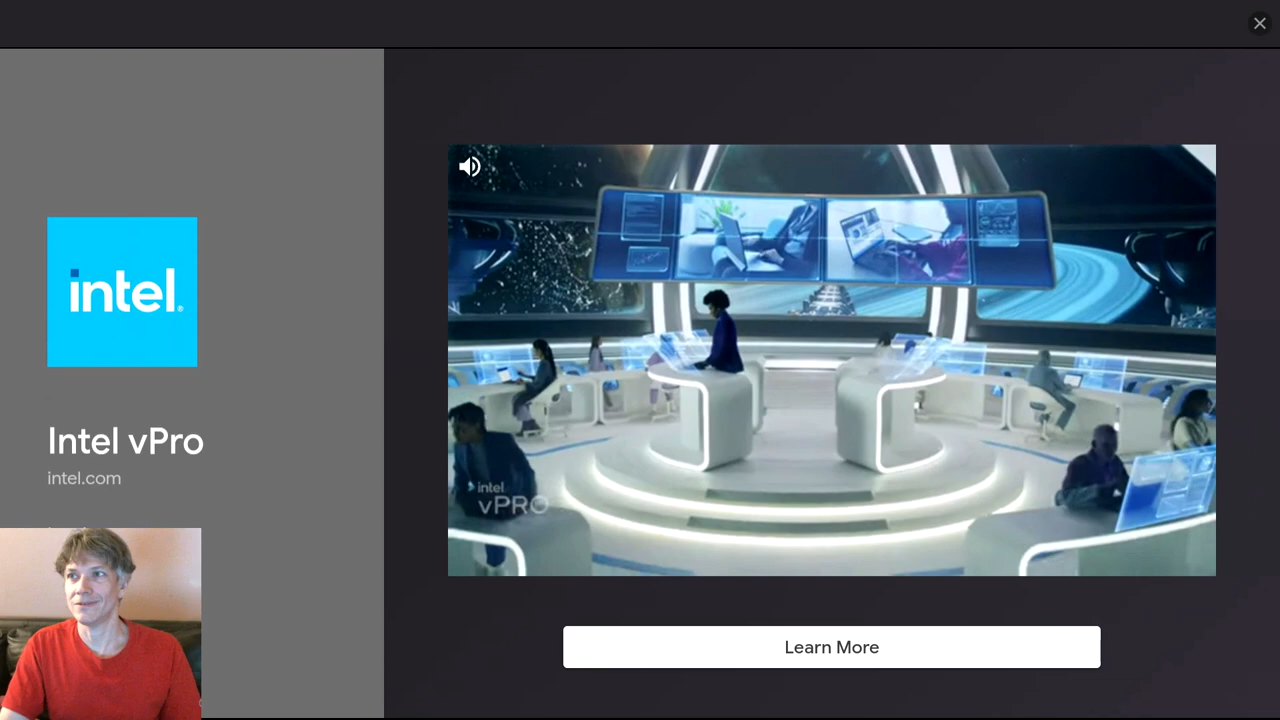 intel®
Intel vPro
intel.com
intel
vPRO
Learn More